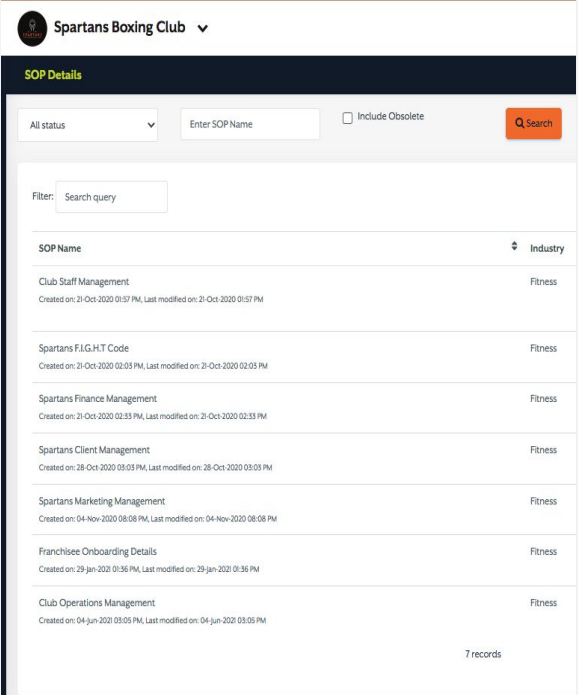 Spartans Boxing Club
SOP Details
All status
Enter SOP Name
Include Obsolete
Search
Filter: Search query
SOP Name Industry
Club Staff Management Fitness
Created on: 21-Oct-2020 01:57 PM, Last modified on: 21-Oct-2020 01:57 PM
Spartans F.I.G.H.T Code Fitness
Created on: 21-Oct-2020 02:03 PM, Last modified on: 21-Oct-2020 02:03 PM
Spartans Finance Management Fitness
Created on: 21-Oct-2020 02:33 PM, Last modified on: 21-Oct-2020 02:33 PM
Spartans Client Management Fitness
Created on: 28-Oct-2020 03:03 PM, Last modified on: 28-Oct-2020 03:03 PM
Spartans Marketing Management Fitness
Created on: 04-Nov-2020 08:08 PM, Last modified on: 04-Nov-2020 08:08 PM
Franchisee Onboarding Details Fitness
Created on: 29-Jan-2021 01:36 PM, Last modified on: 29-Jan-2021 01:36 PM
Club Operations Management Fitness
Created on: 04-Jun-2021 03:05 PM, Last modified on: 04-Jun-2021 03:05 PM
7 records